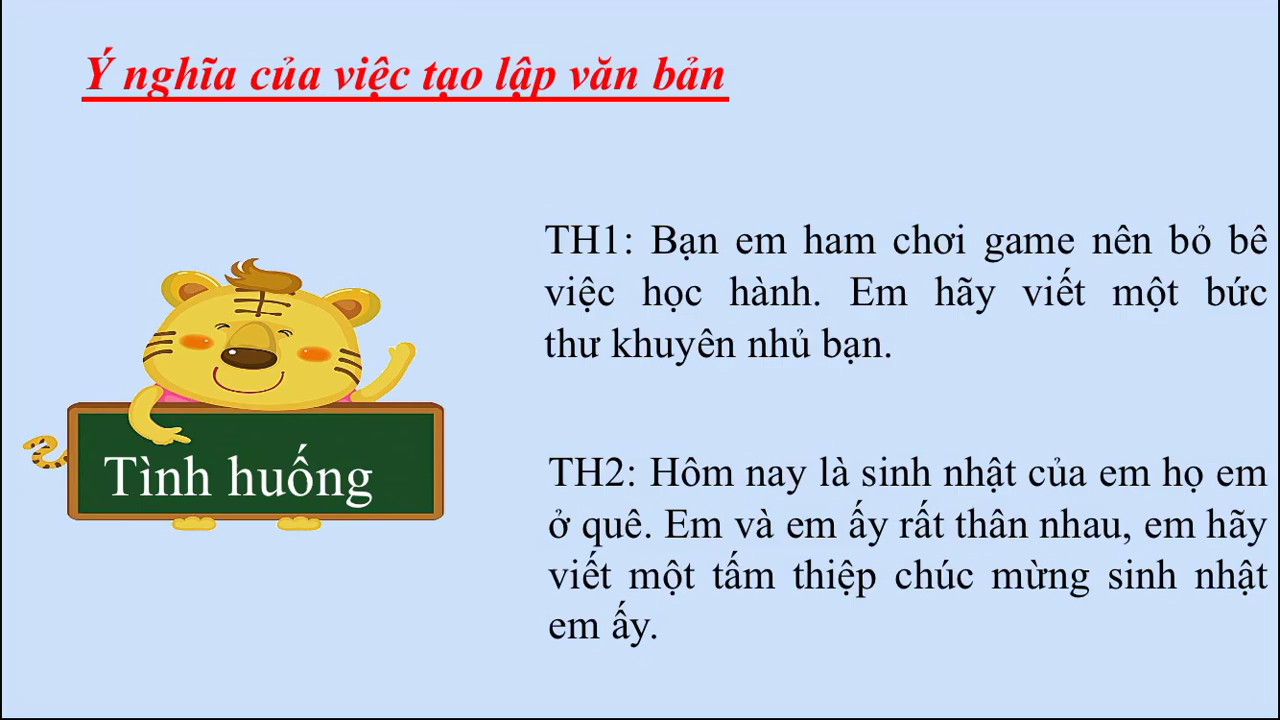 Ý nghĩa của việc tạo lập văn bản
TH1: Bạn em ham chơi game nên bỏ bê
việc học hành. Em hãy viết một bức
thư khuyên nhủ bạn.
Tình huống
TH2: Hôm nay là sinh nhật của em họ em
ở quê. Em và em ấy rất thân nhau, em hãy
viết một tấm thiệp chúc mừng sinh nhật
em ấy.